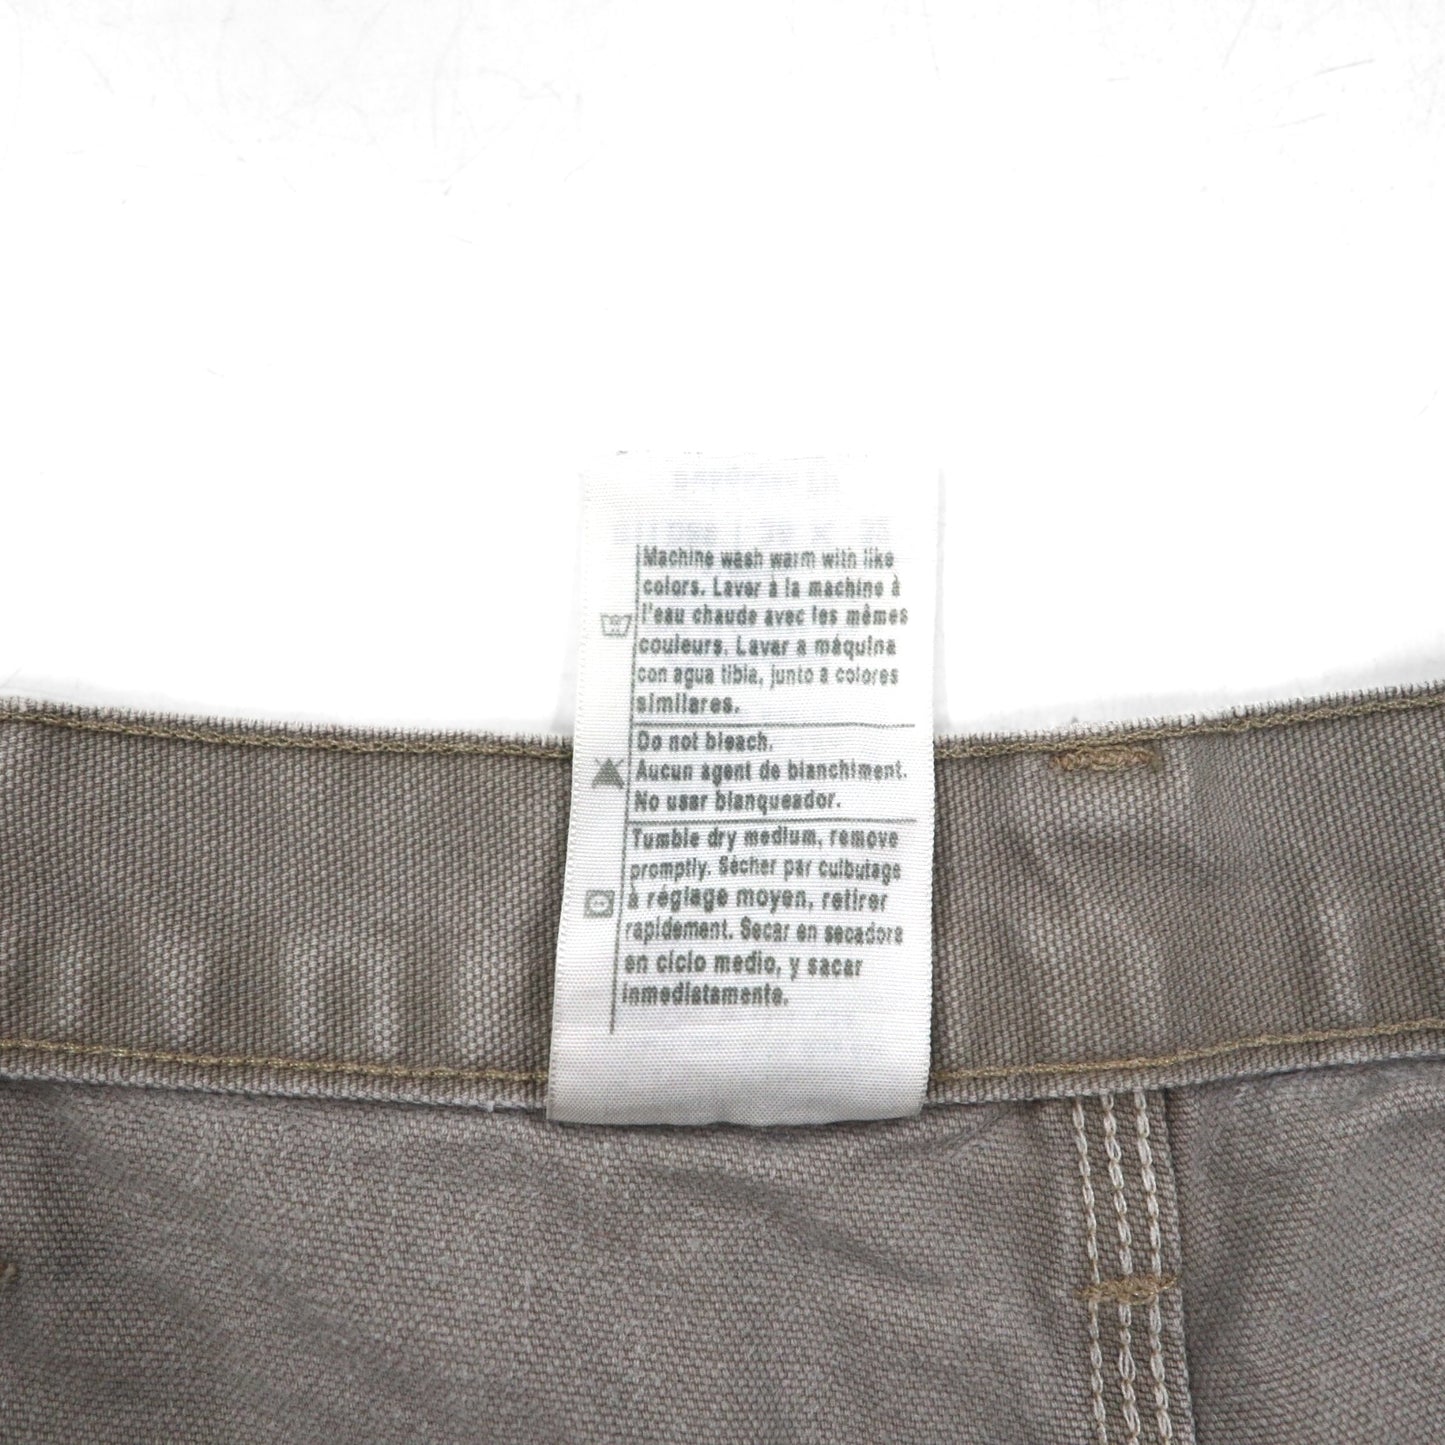 Machine wash warm with like
colors. Laver à la machine à
l'eau chaude avec les mêmes
couleurs. Lavar a máquina
con agua tibia, junto a colores
similares.
Do not bleach.
Aucun agent de blanchiment.
No usar blanqueador.
Tumble dry medium, remove
promptly. Sécher par culbutage
à réglage moyen, retirer
rapidement. Secar en secadora
en ciclo medio, y sacar
inmediatamente.